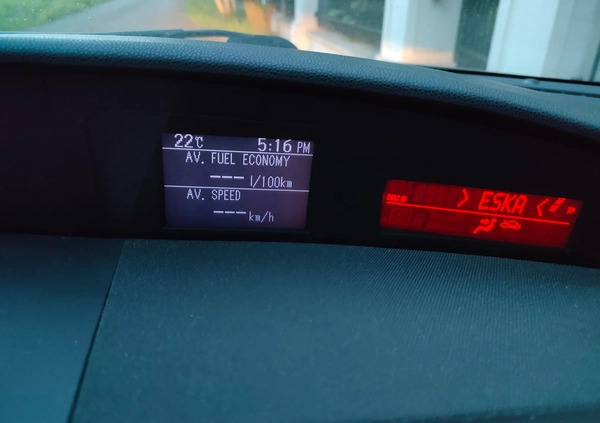 22°C 5:16 PM
AV. FUEL ECONOMY
--- l/100km
AV. SPEED
--- km/h
> ESKA <